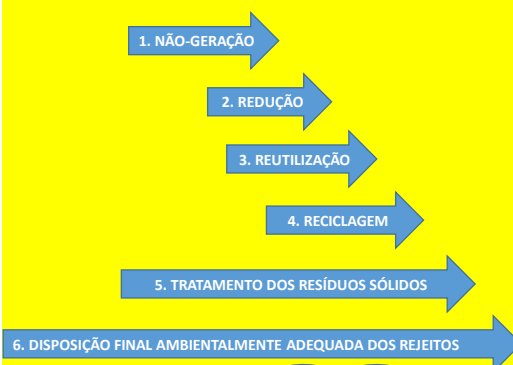 1. NÃO-GERAÇÃO
2. REDUÇÃO
3. REUTILIZAÇÃO
4. RECICLAGEM
5. TRATAMENTO DOS RESÍDUOS SÓLIDOS
6. DISPOSIÇÃO FINAL AMBIENTALMENTE ADEQUADA DOS REJEITOS